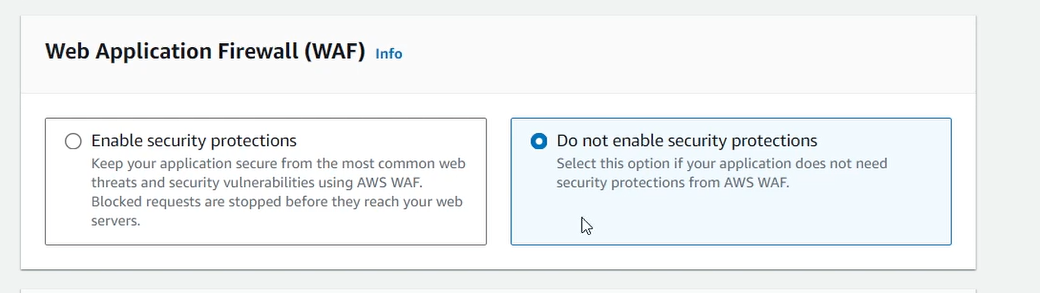 Web Application Firewall (WAF) Info
Enable security protections
Keep your application secure from the most common web
threats and security vulnerabilities using AWS WAF.
Blocked requests are stopped before they reach your web
servers.
Do not enable security protections
Select this option if your application does not need
security protections from AWS WAF.